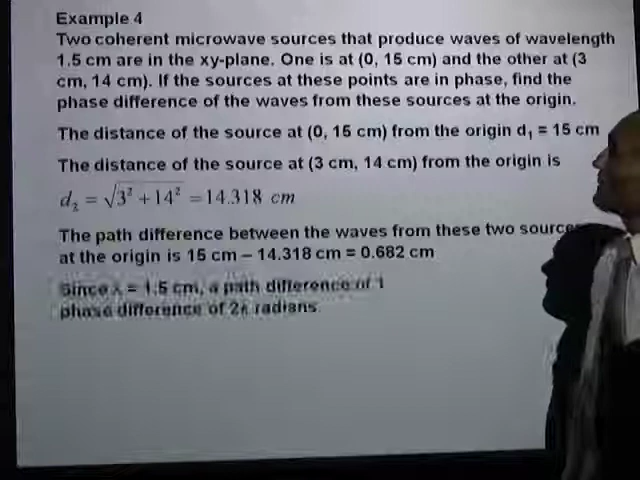 Example 4
Two coherent microwave sources that produce waves of wavelength
1.5 cm are in the xy-plane. One is at (0, 15 cm) and the other at (3
cm, 14 cm). If the sources at these points are in phase, find the
phase difference of the waves from these sources at the origin.
The distance of the source at (0, 15 cm) from the origin d₁ = 15 cm
The distance of the source at (3 cm, 14 cm) from the origin is
d₂ = √(3² + 14²) = 14.318 cm
The path difference between the waves from these two source
at the origin is 15 cm – 14.318 cm = 0.682 cm
Since λ = 1.5 cm, a path difference of 1
phase difference of 2π radians